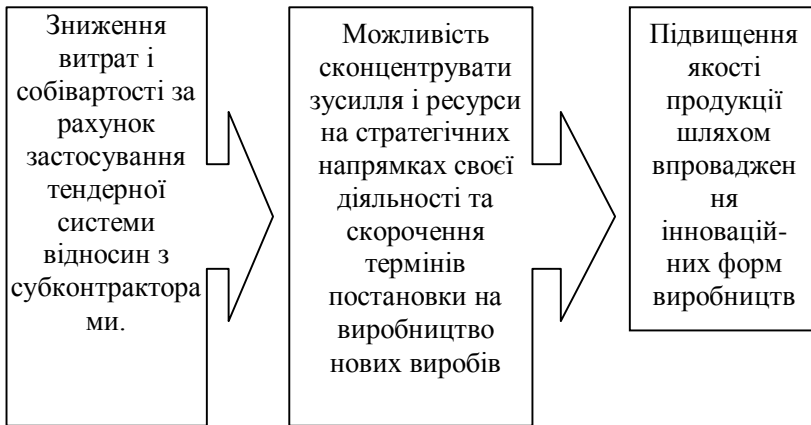 Зниження
витрат і
собівартості за
рахунок
застосування
тендерної
системи
відносин з
субконтрактора
ми.
Можливість
сконцентрувати
зусилля і ресурси
на стратегічних
напрямках своєї
діяльності та
скорочення
термінів
постановки на
виробництво
нових виробів
Підвищення
якості
продукції
шляхом
впроваджен
ня
інновацій-
них форм
виробництв